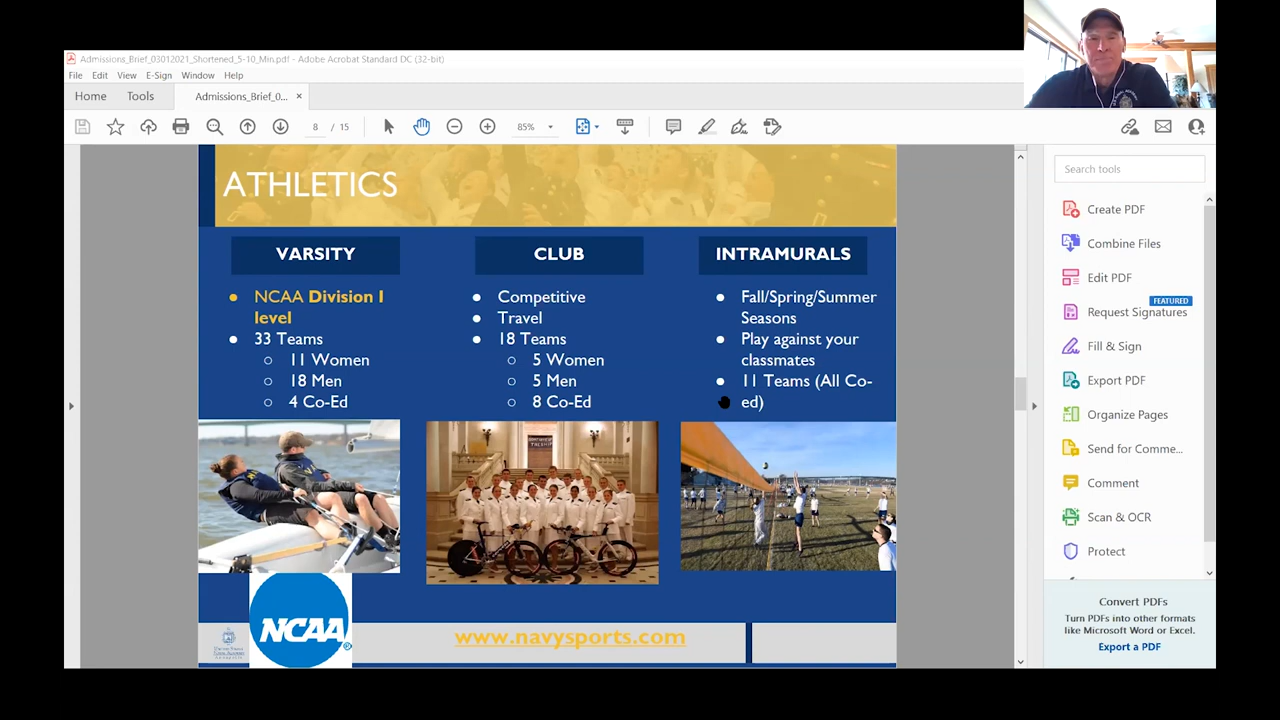 Admissions_Brief_03012021_Shortened_5-10_Min.pdf - Adobe Acrobat Standard DC (32-bit)
File Edit View E-Sign Window Help
Home Tools Admissions_Brief_0... ×
8 / 15 85%
ATHLETICS
VARSITY
NCAA Division I
level
33 Teams
11 Women
18 Men
4 Co-Ed
CLUB
Competitive
Travel
18 Teams
5 Women
5 Men
8 Co-Ed
INTRAMURALS
Fall/Spring/Summer
Seasons
Play against your
classmates
11 Teams (All Co-
ed)
NCAA®
www.navysports.com
Search tools
Create PDF
Combine Files
Edit PDF
FEATURED
Request Signatures
Fill & Sign
Export PDF
Organize Pages
Send for Comme...
Comment
Scan & OCR
Protect
Convert PDFs
Turn PDFs into other formats
like Microsoft Word or Excel.
Export a PDF